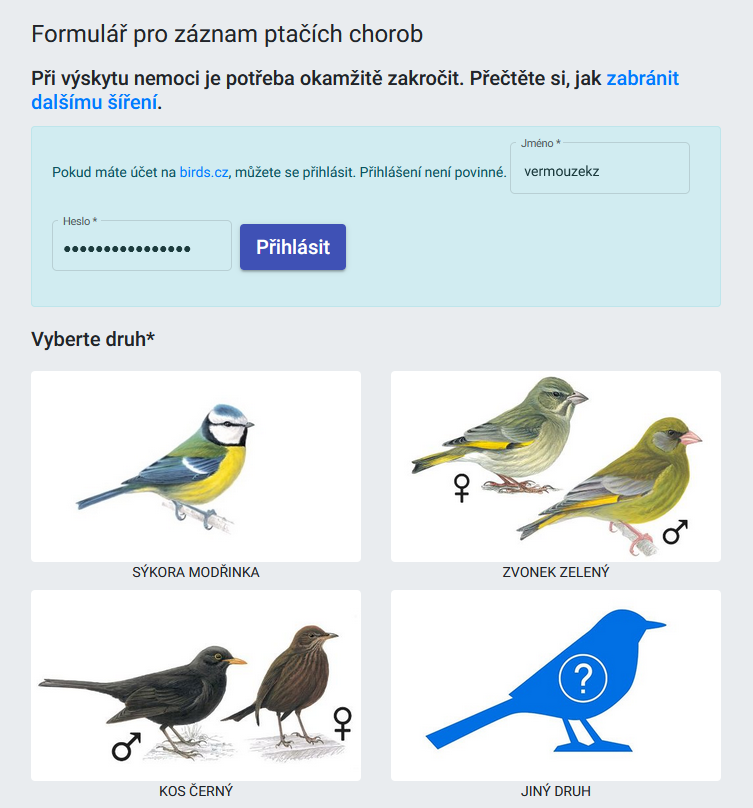 Formulář pro záznam ptačích chorob
Při výskytu nemoci je potřeba okamžitě zakročit. Přečtěte si, jak zabránit
dalšímu šíření.
Jméno *
Pokud máte účet na birds.cz, můžete se přihlásit. Přihlášení není povinné.
vermouzekz
Heslo *
••••••••••••••••
Přihlásit
Vyberte druh*
♀
♂
SÝKORA MODŘINKA
ZVONEK ZELENÝ
♂
♀
?
KOS ČERNÝ
JINÝ DRUH